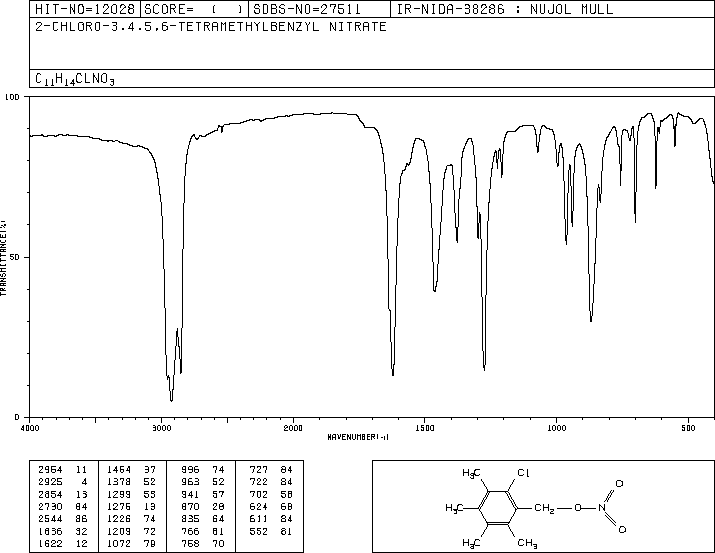 HIT-NO=12028 SCORE= ( ) SDBS-NO=27511 IR-NIDA-38286 : NUJOL MULL
2-CHLORO-3,4,5,6-TETRAMETHYLBENZYL NITRATE
C11H14CLNO3
100
50
0
TRANSMITTANCE(%)
4000 3000 2000 1500 1000 500
WAVENUMBER(-1)
2954 11 1464 37 996 74 727 84
2925 4 1378 52 963 52 722 84
2854 13 1299 55 941 57 702 58
2730 84 1276 13 870 28 624 68
2544 86 1226 74 835 64 611 84
1636 32 1209 72 766 81 552 81
1622 12 1072 79 758 70
H3C Cl
H3C CH2 O N O
H3C CH3 O